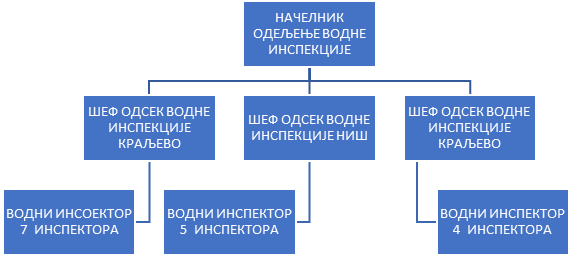 НАЧЕЛНИК
ОДЕЉЕЊЕ ВОДНЕ
ИНСПЕКЦИЈЕ
ШЕФ ОДСЕК ВОДНЕ
ИНСПЕКЦИЈЕ
КРАЉЕВО
ШЕФ ОДСЕК ВОДНЕ
ИНСПЕКЦИЈЕ НИШ
ШЕФ ОДСЕК ВОДНЕ
ИНСПЕКЦИЈЕ
КРАЉЕВО
ВОДНИ ИНСОЕКТОР
7 ИНСПЕКТОРА
ВОДНИ ИНСПЕКТОР
5 ИНСПЕКТОРА
ВОДНИ ИНСПЕКТОР
4 ИНСПЕКТОРА